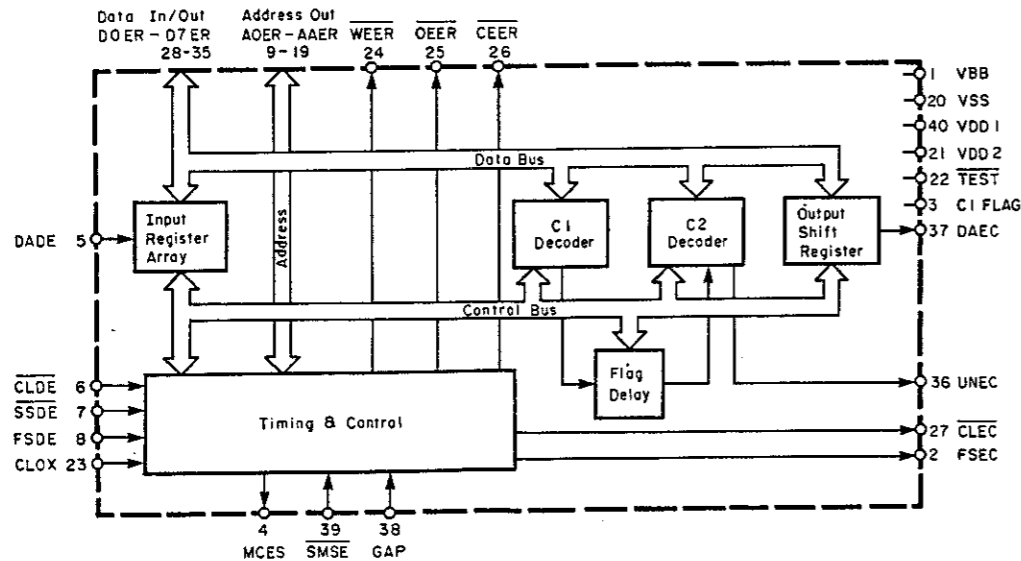 Data In/Out
D0ER-D7ER
28-35
Address Out
A0ER-AAER
9-19
WEER
24
OEER
25
CEER
26
1 VBB
20 VSS
40 VDD1
21 VDD2
22 TEST
3 C1 FLAG
37 DAEC
Data Bus
DADE 5
Input
Register
Array
Address
C1
Decoder
C2
Decoder
Output
Shift
Register
Control Bus
Flag
Delay
CLDE 6
SSDE 7
FSDE 8
CLOX 23
Timing & Control
36 UNEC
27 CLEC
2 FSEC
4
MCES
39
SMSE
38
GAP